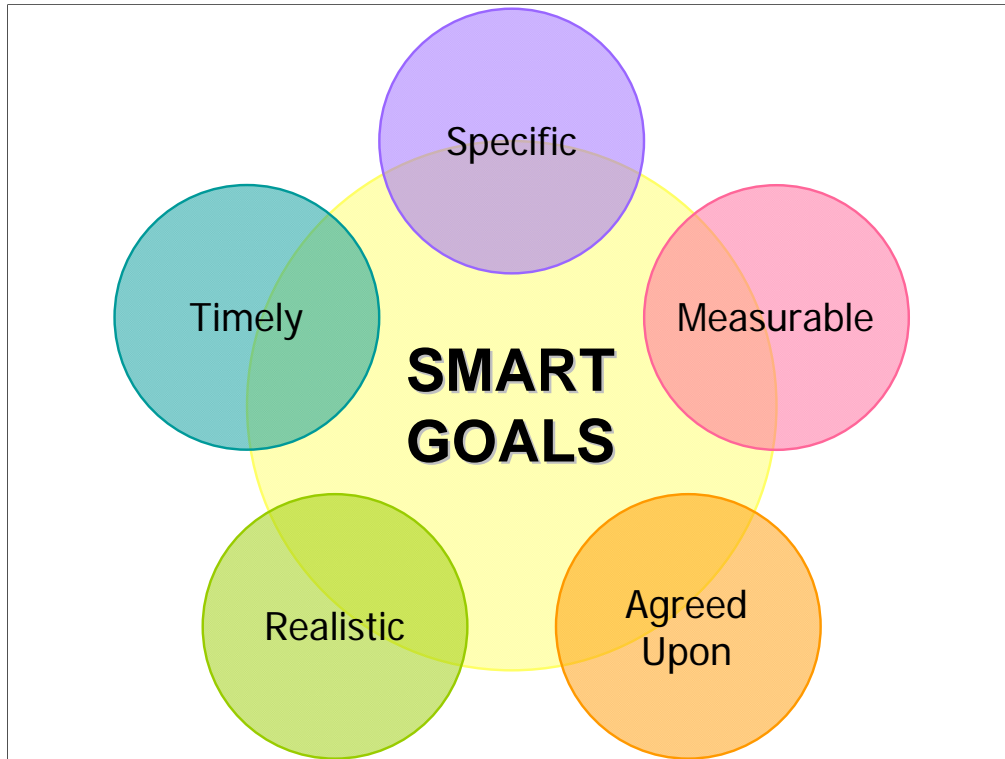 Specific
Timely
Measurable
SMART
GOALS
Realistic
Agreed
Upon